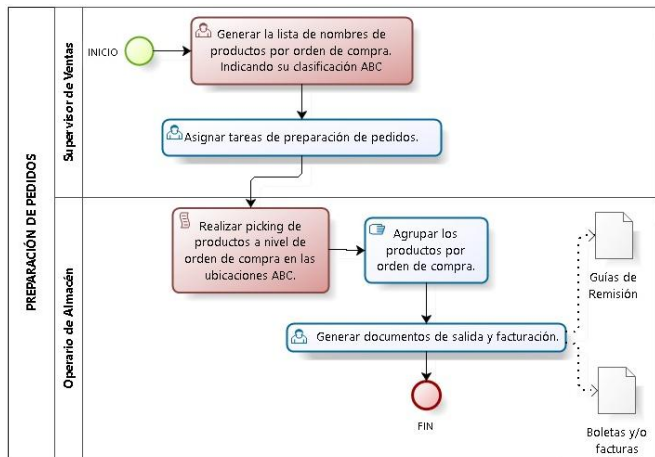 PREPARACIÓN DE PEDIDOS
Supervisor de Ventas
INICIO
Generar la lista de nombres de
productos por orden de compra.
Indicando su clasificación ABC
Asignar tareas de preparación de pedidos.
Operario de Almacén
Realizar picking de
productos a nivel de
orden de compra en las
ubicaciones ABC.
Agrupar los
productos por
orden de compra.
Guías de
Remisión
Generar documentos de salida y facturación.
FIN
Boletas y/o
facturas